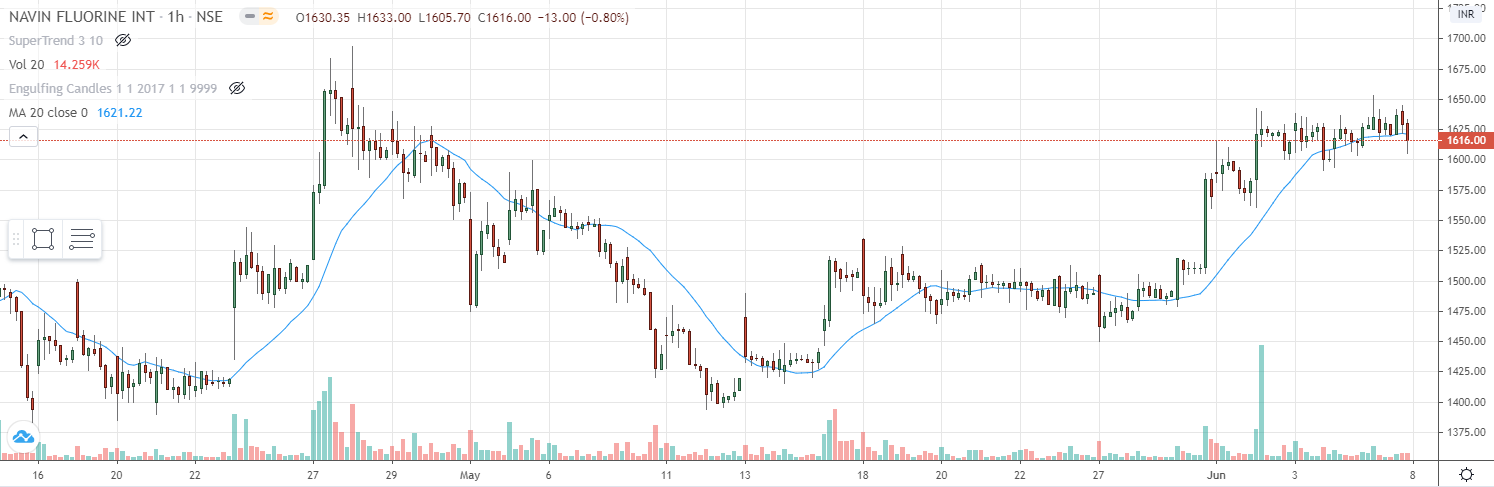 NAVIN FLUORINE INT · 1h · NSE O1630.35 H1633.00 L1605.70 C1616.00 −13.00 (−0.80%)
SuperTrend 3 10
Vol 20 14.259K
Engulfing Candles 1 1 2017 1 1 9999
MA 20 close 0 1621.22
INR
1700.00
1675.00
1650.00
1625.00
1616.00
1600.00
1575.00
1550.00
1525.00
1500.00
1475.00
1450.00
1425.00
1400.00
1375.00
16 20 22 27 29 May 6 11 13 18 20 22 27 Jun 3 8